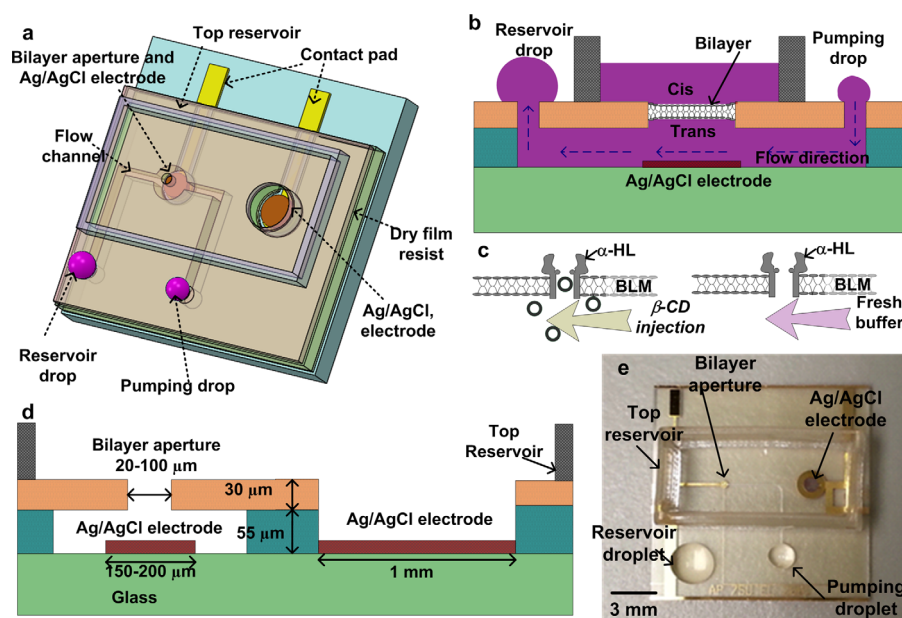 a
Top reservoir
Bilayer aperture and
Ag/AgCl electrode
Contact pad
Flow
channel
Dry film
resist
Ag/AgCl,
electrode
Reservoir
drop
Pumping drop
b
Reservoir
drop
Bilayer
Pumping
drop
Cis
Trans
Flow direction
Ag/AgCl electrode
c
α-HL
BLM
β-CD
injection
α-HL
BLM
Fresh
buffer
d
Bilayer aperture
20-100 µm
Top
Reservoir
30 µm
Ag/AgCl electrode
55 µm
150-200 µm
1 mm
Glass
e
Bilayer
aperture
Top
reservoir
Ag/AgCl
electrode
Reservoir
droplet
Pumping
droplet
3 mm